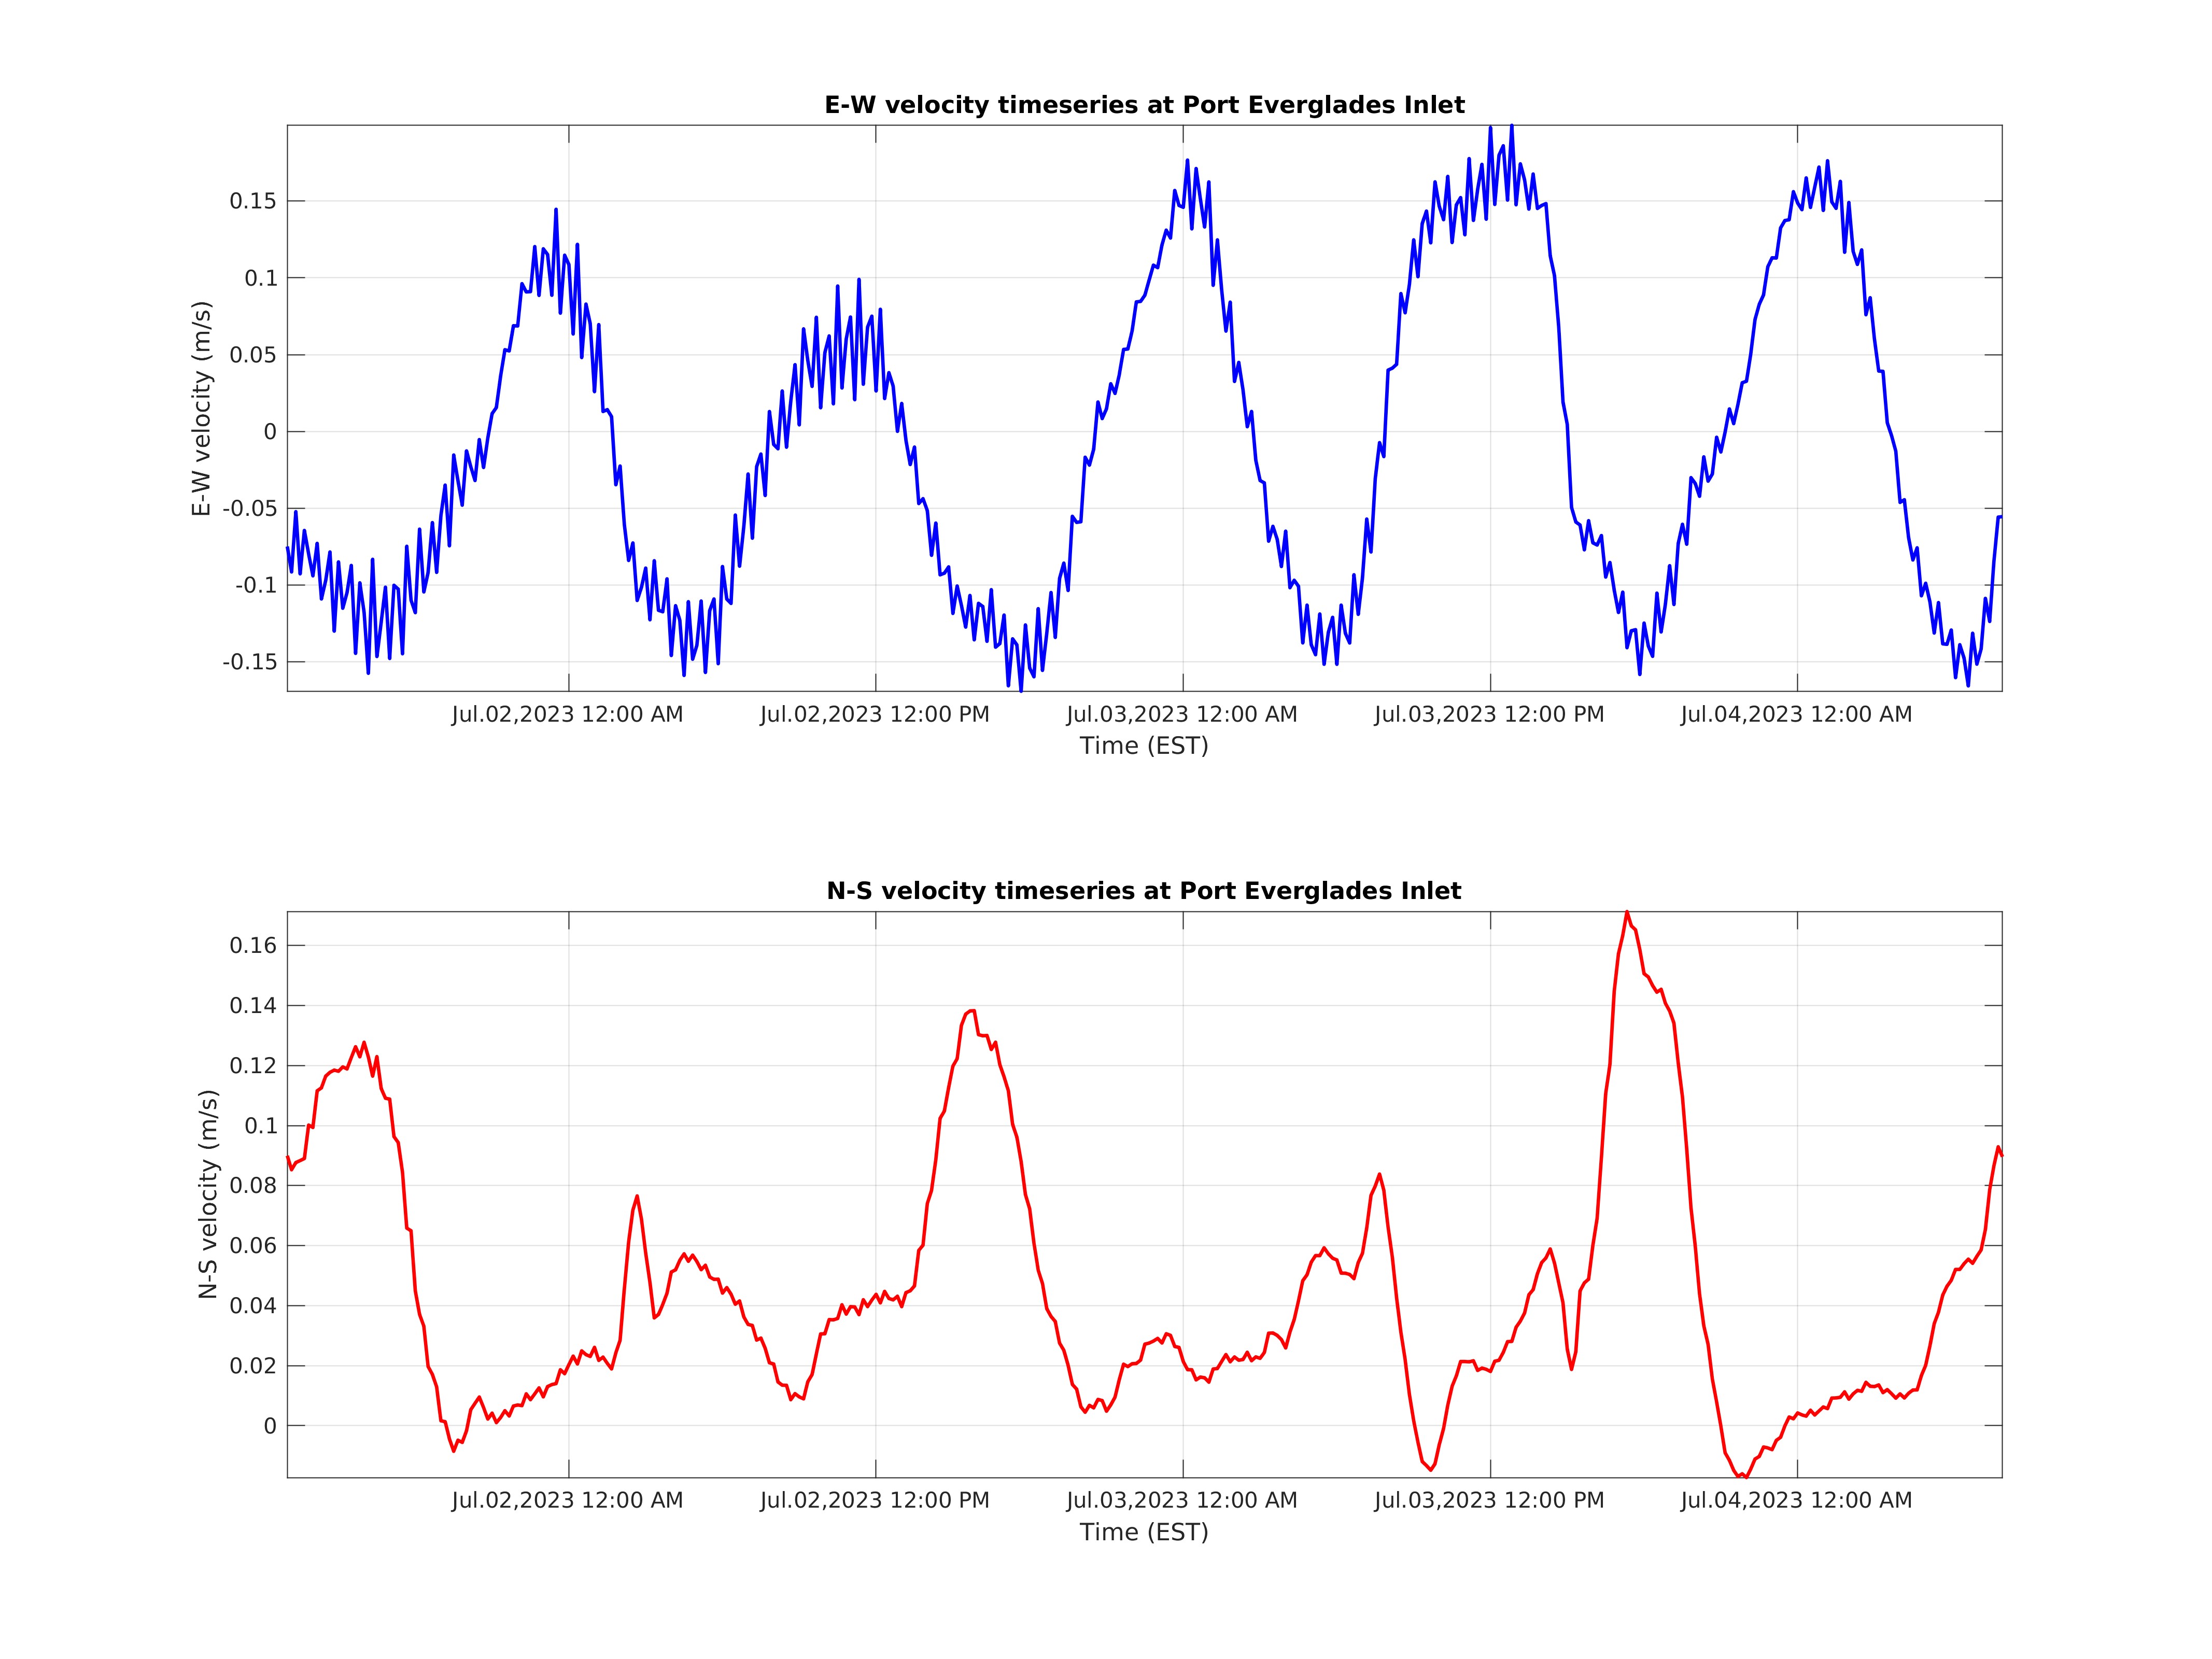 E-W velocity timeseries at Port Everglades Inlet
E-W velocity (m/s)
0.15
0.1
0.05
0
-0.05
-0.1
-0.15
Jul.02,2023 12:00 AM Jul.02,2023 12:00 PM Jul.03,2023 12:00 AM Jul.03,2023 12:00 PM Jul.04,2023 12:00 AM
Time (EST)
N-S velocity timeseries at Port Everglades Inlet
N-S velocity (m/s)
0.16
0.14
0.12
0.1
0.08
0.06
0.04
0.02
0
Jul.02,2023 12:00 AM Jul.02,2023 12:00 PM Jul.03,2023 12:00 AM Jul.03,2023 12:00 PM Jul.04,2023 12:00 AM
Time (EST)